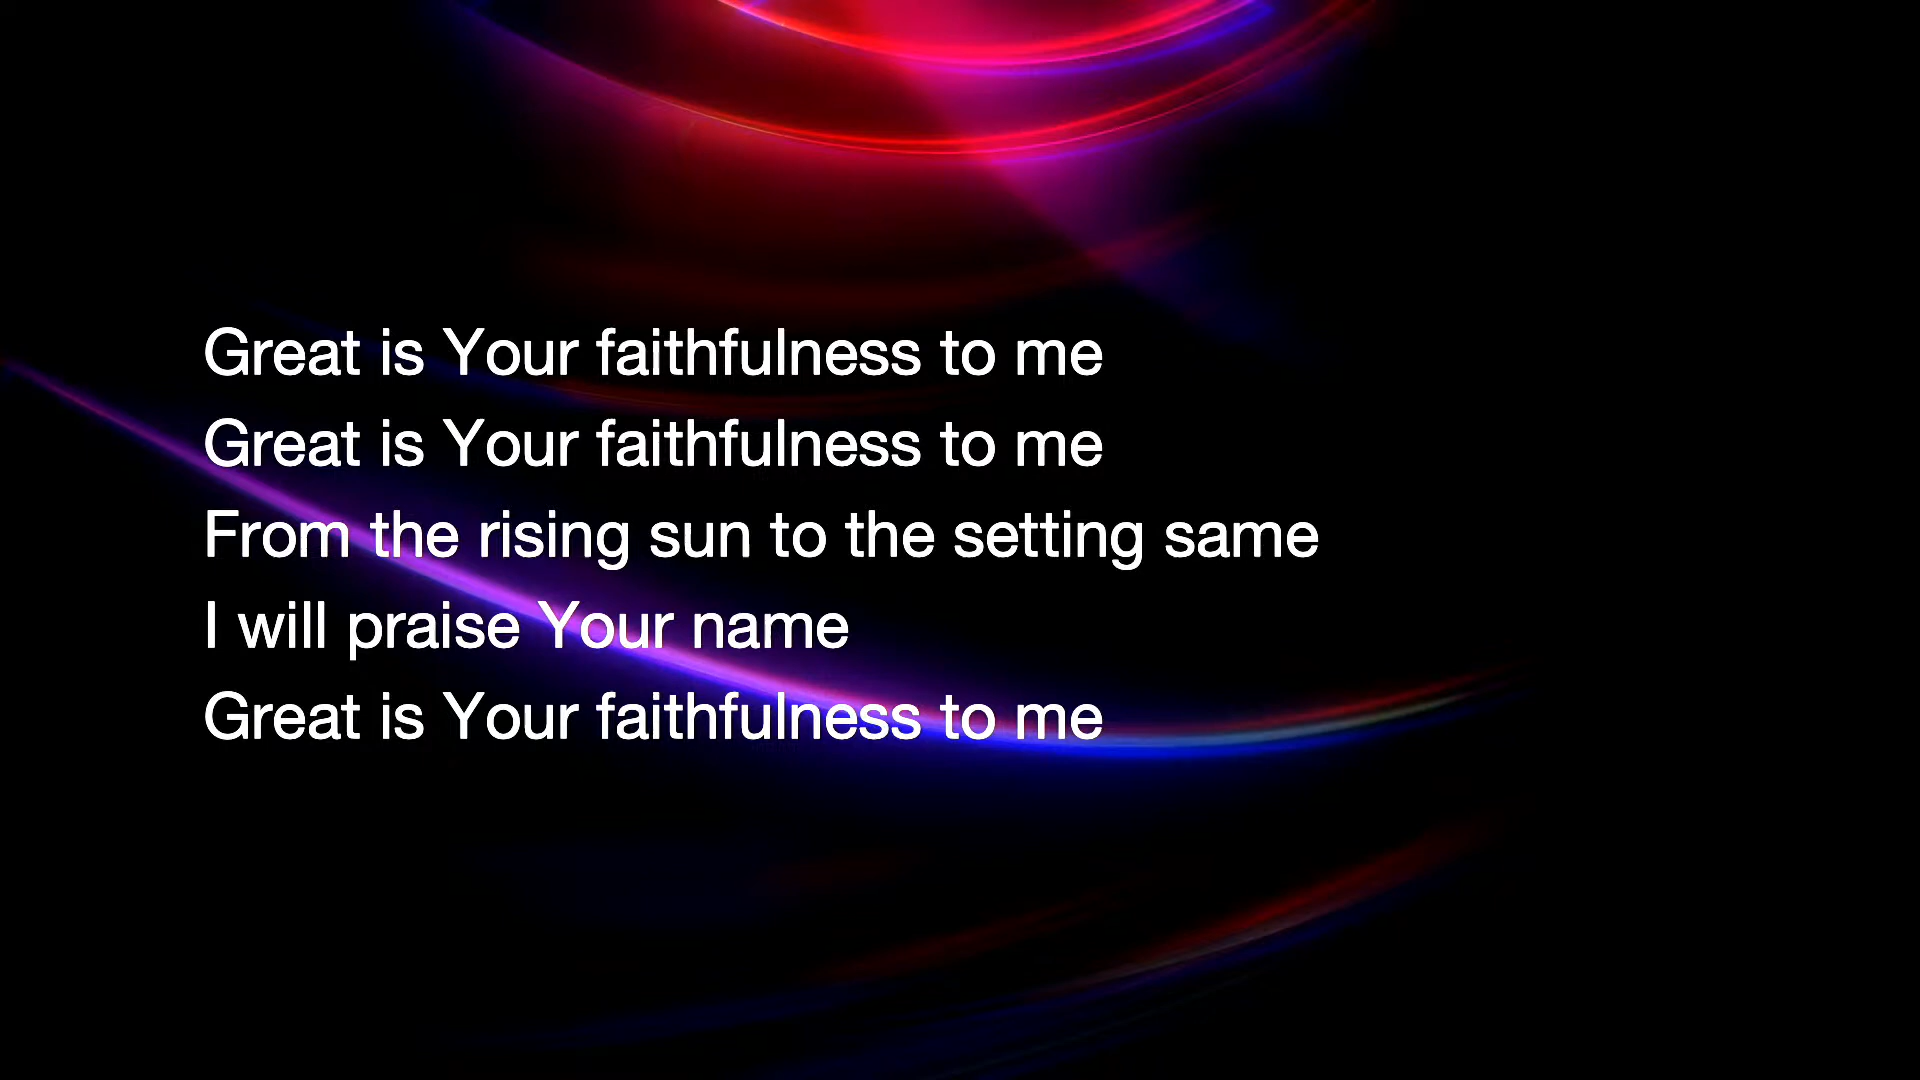 Great is Your faithfulness to me
Great is Your faithfulness to me
From the rising sun to the setting same
I will praise Your name
Great is Your faithfulness to me